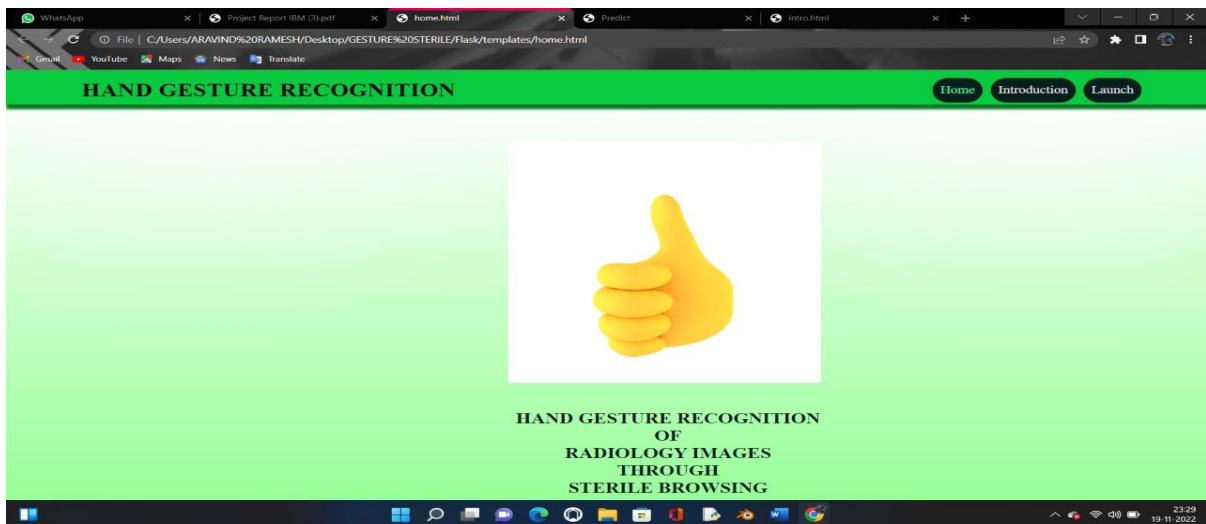 WhatsApp
Project Report IBM (3).pdf
home.html
Predict
intro.html
File | C:/Users/ARAVIND%20RAMESH/Desktop/GESTURE%20STERILE/Flask/templates/home.html
Gmail YouTube Maps News Translate
HAND GESTURE RECOGNITION
Home Introduction Launch
HAND GESTURE RECOGNITION
OF
RADIOLOGY IMAGES
THROUGH
STERILE BROWSING
23:29
19-11-2022